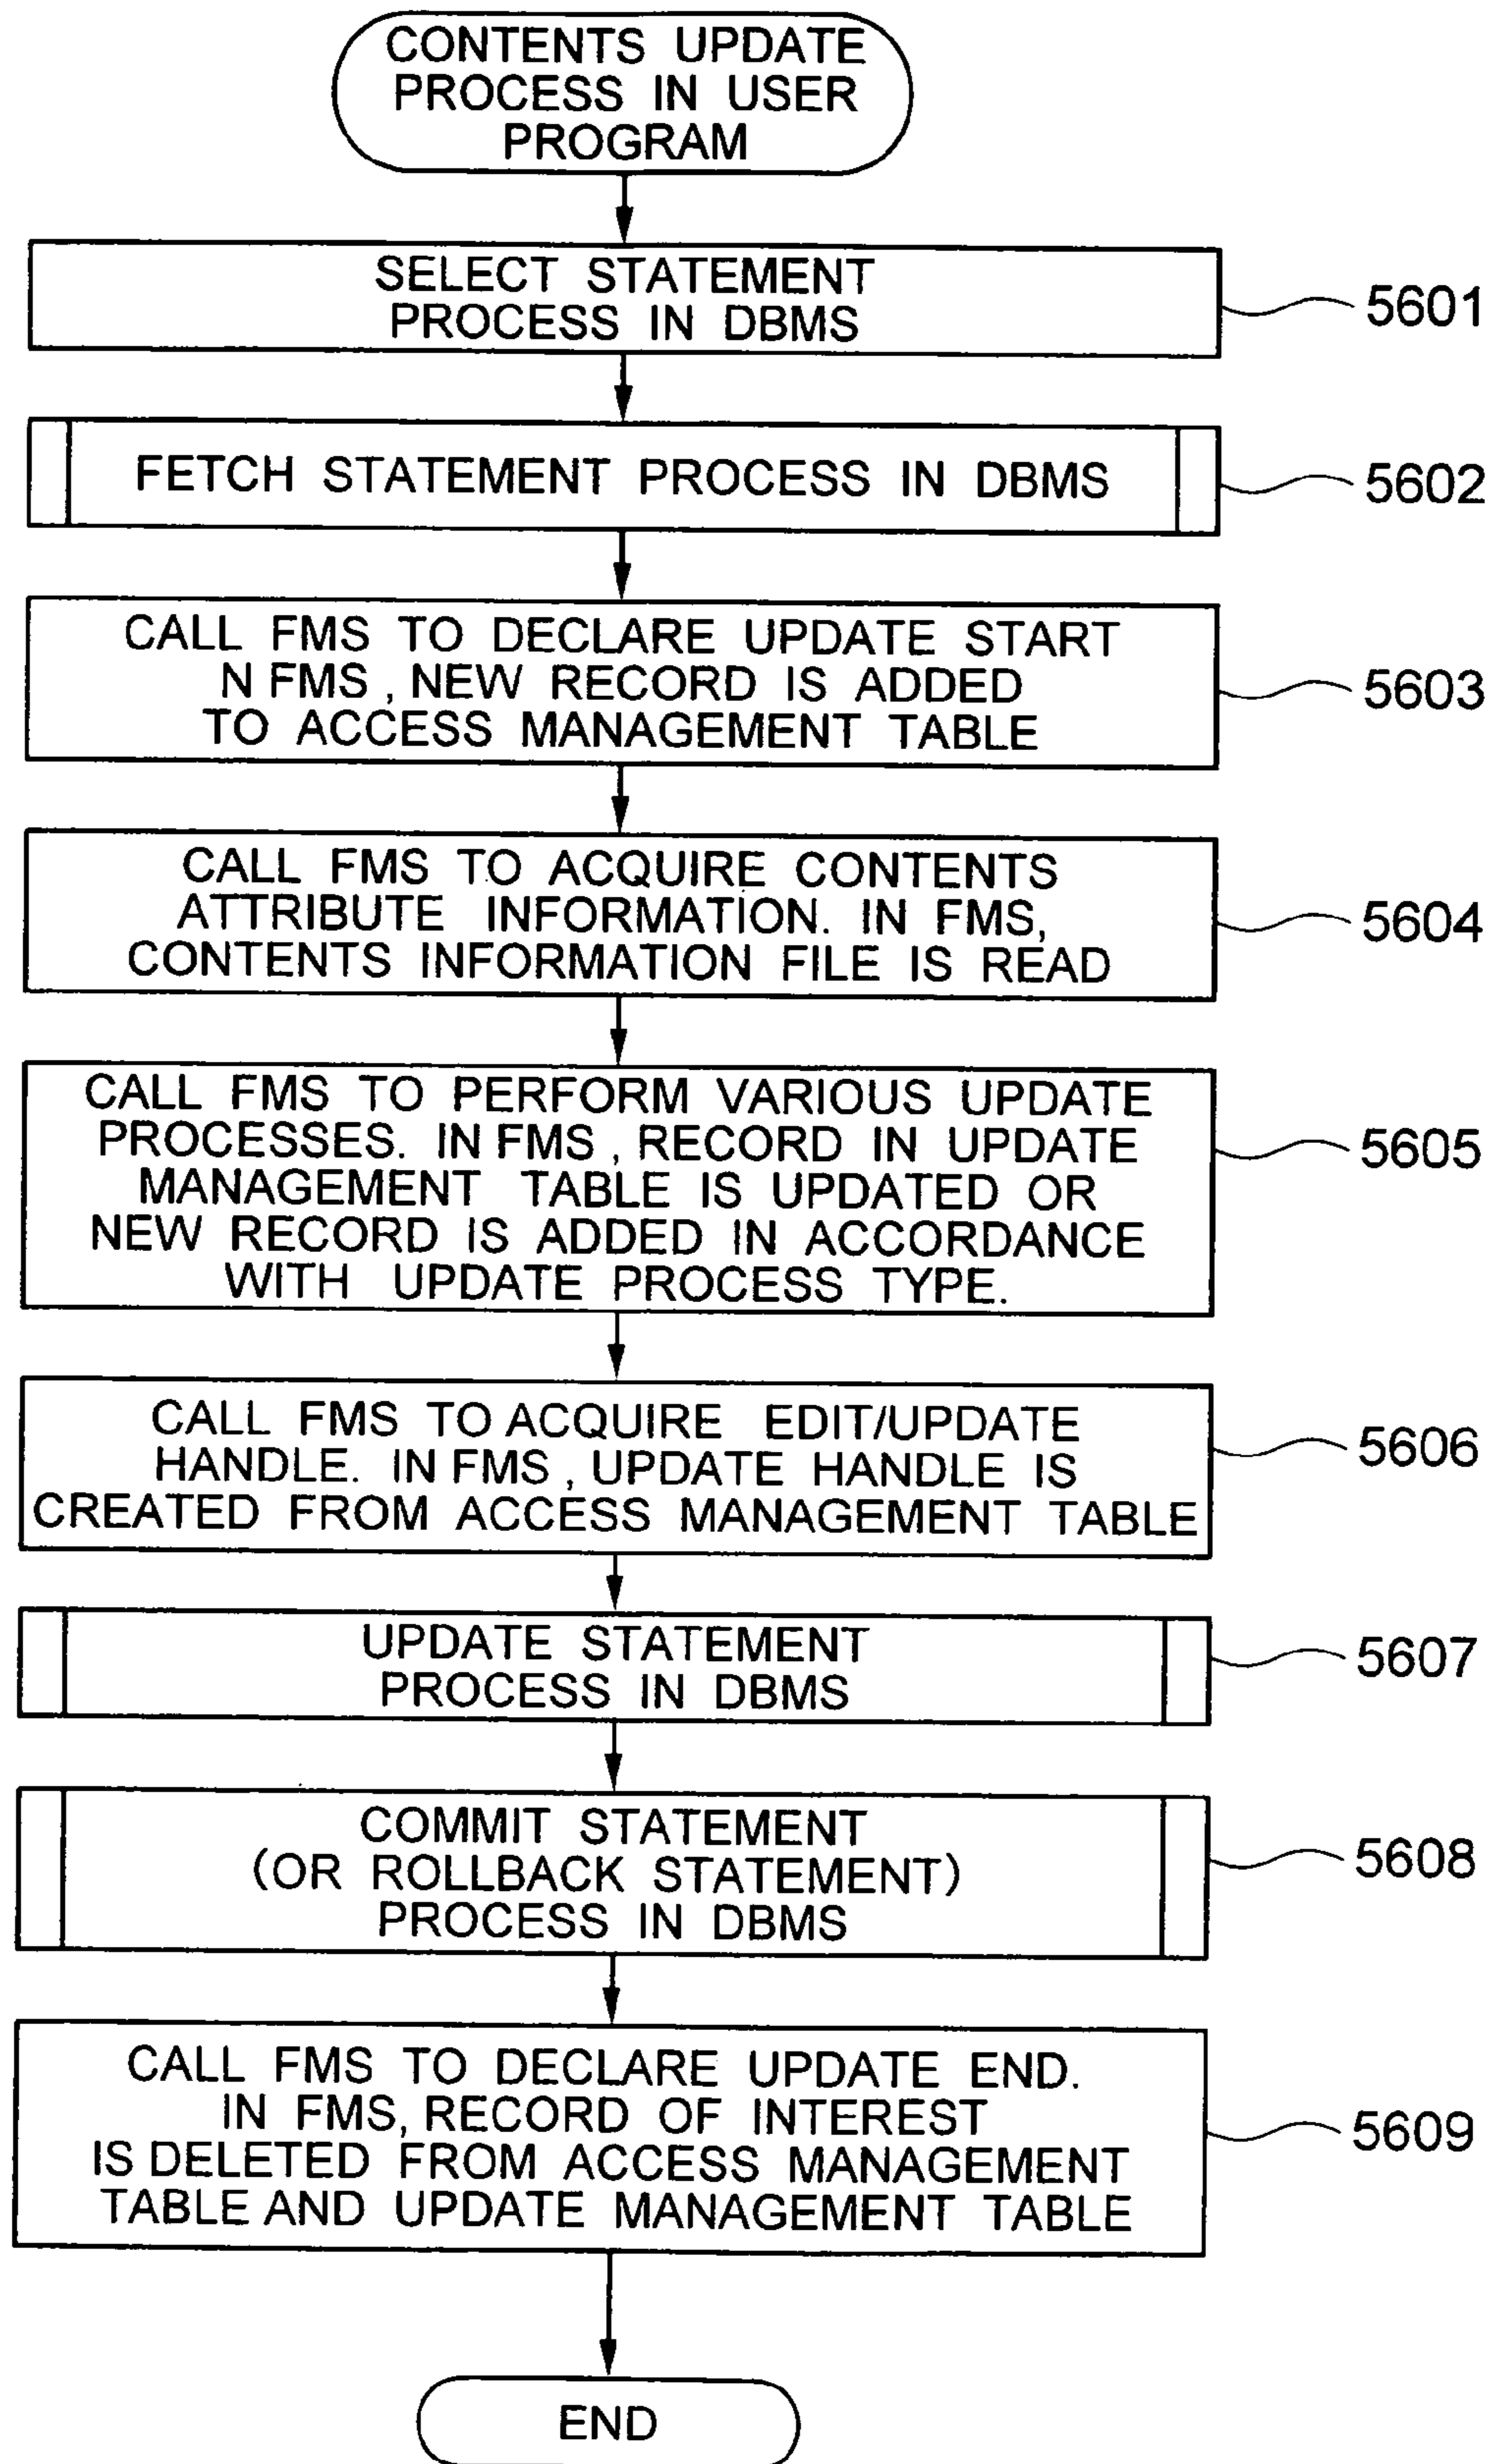 CONTENTS UPDATE
PROCESS IN USER
PROGRAM
SELECT STATEMENT
PROCESS IN DBMS
5601
FETCH STATEMENT PROCESS IN DBMS
5602
CALL FMS TO DECLARE UPDATE START
N FMS , NEW RECORD IS ADDED
TO ACCESS MANAGEMENT TABLE
5603
CALL FMS TO ACQUIRE CONTENTS
ATTRIBUTE INFORMATION. IN FMS,
CONTENTS INFORMATION FILE IS READ
5604
CALL FMS TO PERFORM VARIOUS UPDATE
PROCESSES. IN FMS , RECORD IN UPDATE
MANAGEMENT TABLE IS UPDATED OR
NEW RECORD IS ADDED IN ACCORDANCE
WITH UPDATE PROCESS TYPE.
5605
CALL FMS TO ACQUIRE EDIT/UPDATE
HANDLE. IN FMS , UPDATE HANDLE IS
CREATED FROM ACCESS MANAGEMENT TABLE
5606
UPDATE STATEMENT
PROCESS IN DBMS
5607
COMMIT STATEMENT
(OR ROLLBACK STATEMENT)
PROCESS IN DBMS
5608
CALL FMS TO DECLARE UPDATE END.
IN FMS, RECORD OF INTEREST
IS DELETED FROM ACCESS MANAGEMENT
TABLE AND UPDATE MANAGEMENT TABLE
5609
END